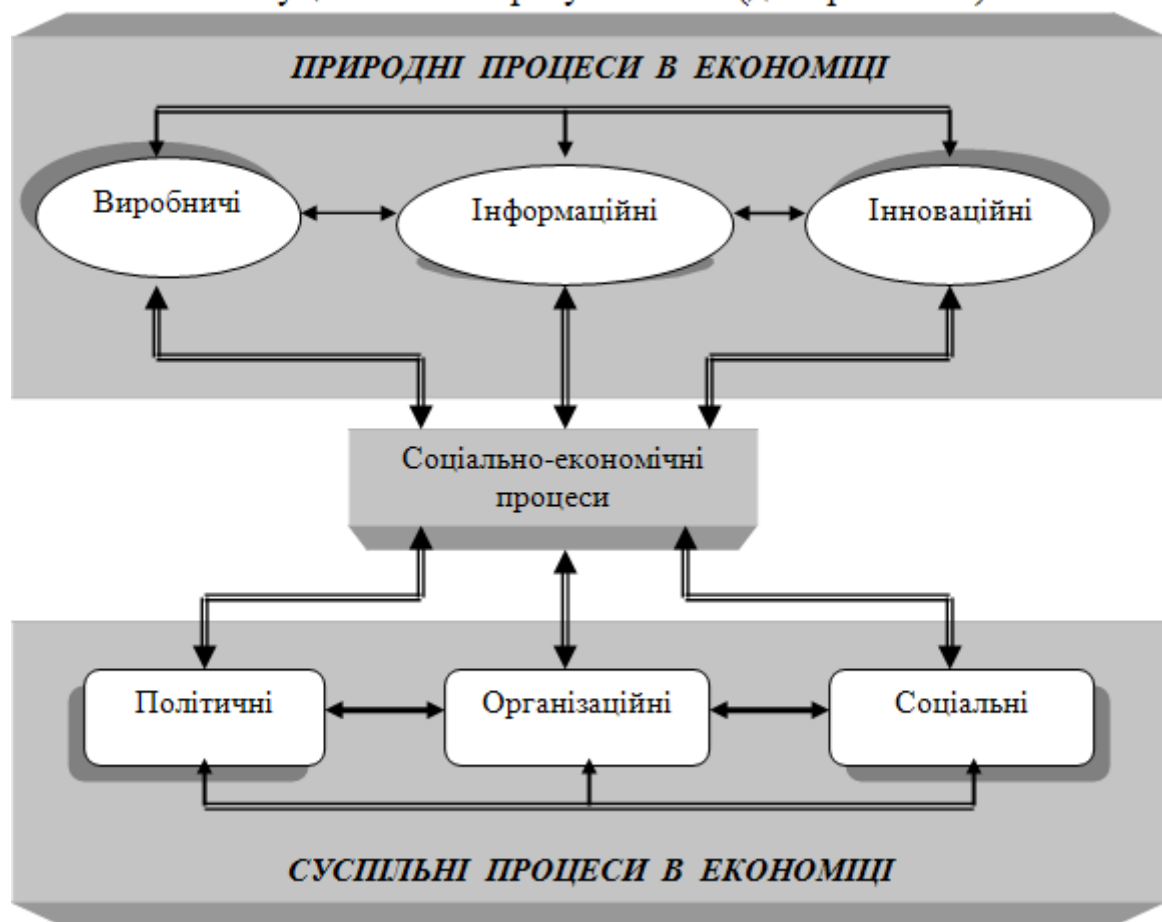 ПРИРОДНІ ПРОЦЕСИ В ЕКОНОМІЦІ
Виробничі
Інформаційні
Інноваційні
Соціально-економічні
процеси
Політичні
Організаційні
Соціальні
СУСПІЛЬНІ ПРОЦЕСИ В ЕКОНОМІЦІ